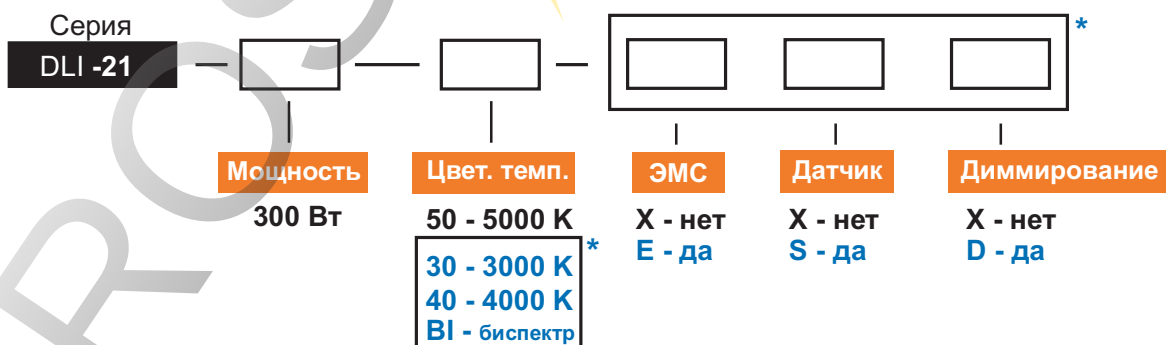 Серия
DLI -21
*
Мощность Цвет. темп. ЭМС Датчик Диммирование
300 Вт 50 - 5000 K X - нет X - нет X - нет
* E - да S - да D - да
30 - 3000 K
40 - 4000 K
BI - биспектр